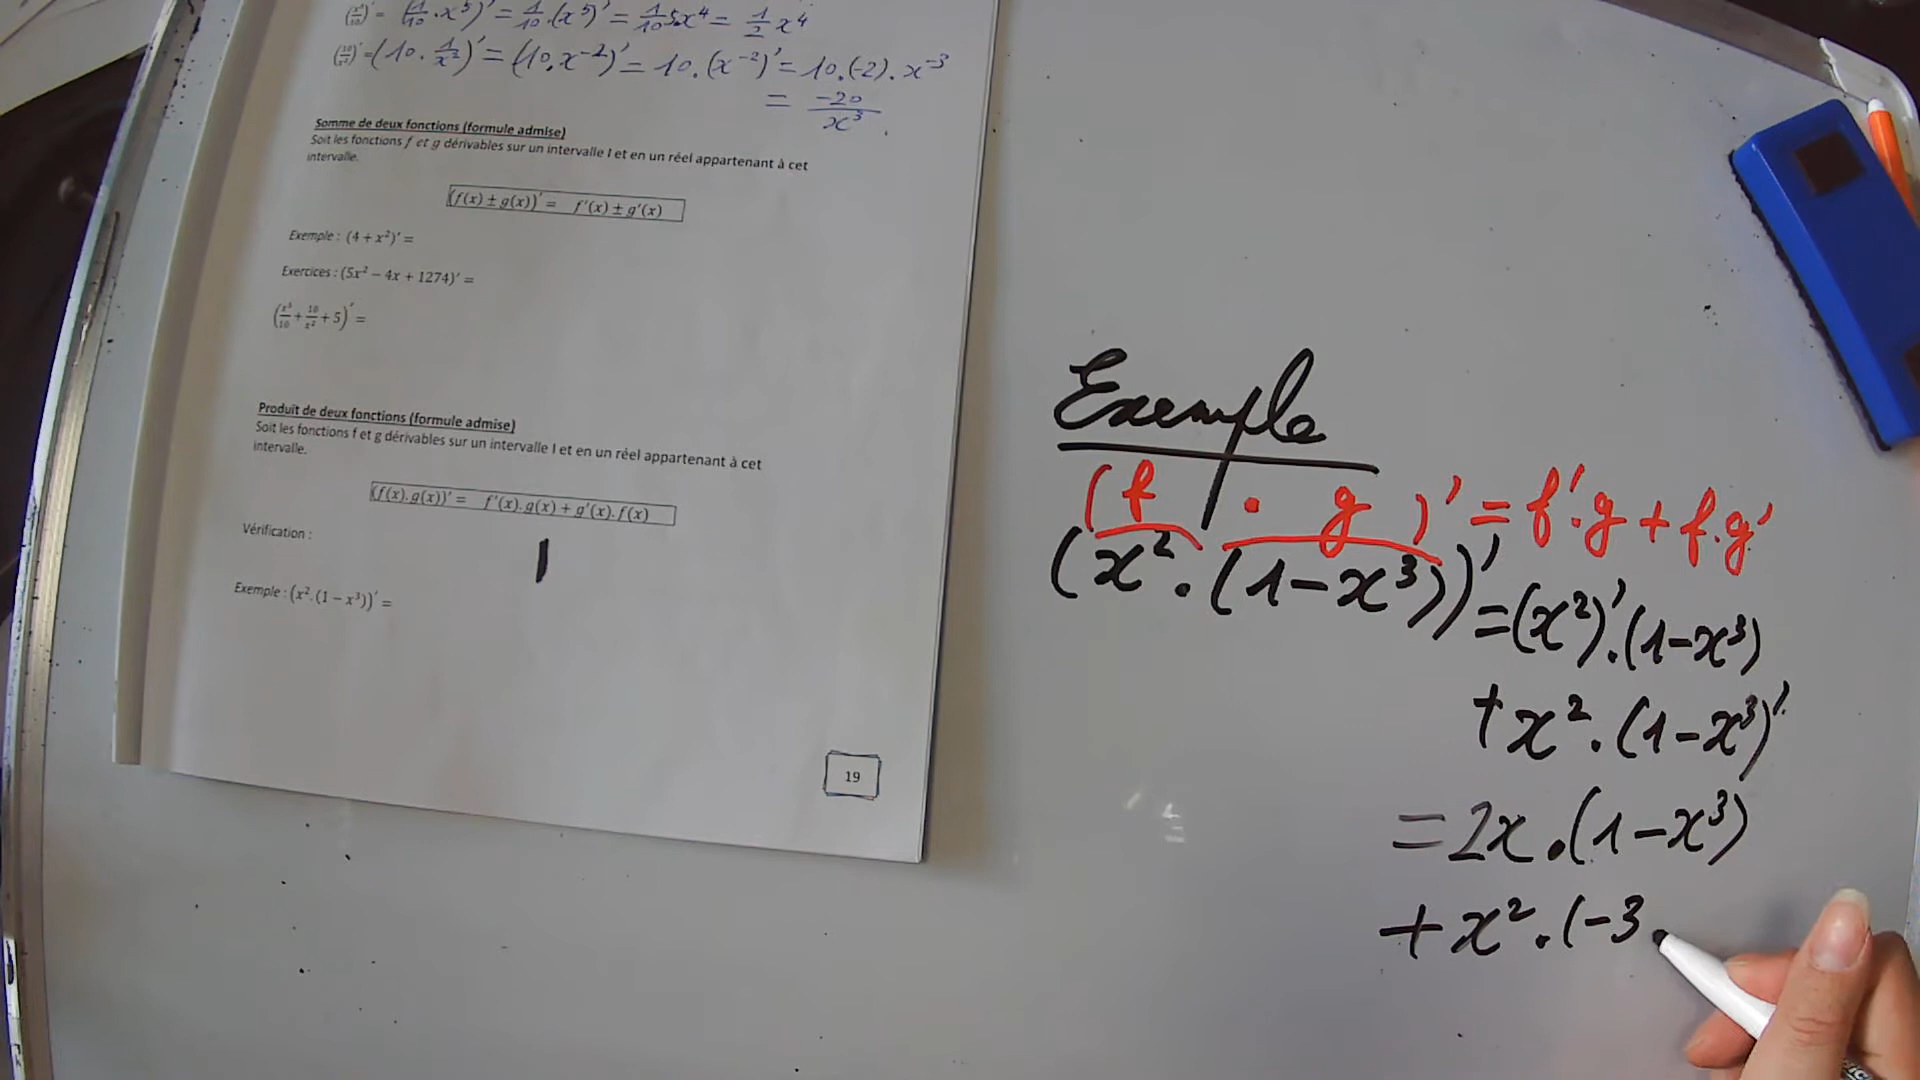 (x⁵/10)' = (1/10 . x⁵)' = 1/10 . (x⁵)' = 1/10 5x⁴ = 1/2 x⁴
(10/x²)' = (10 . 1/x²)' = (10.x⁻²)' = 10.(x⁻²)' = 10.(-2).x⁻³
= -20/x³.
Somme de deux fonctions (formule admise)
Soit les fonctions f et g dérivables sur un intervalle I et en un réel appartenant à cet
intervalle.
(f(x) ± g(x))' = f'(x) ± g'(x)
Exemple : (4 + x²)' =
Exercices : (5x² − 4x + 1274)' =
(x⁵/10 + 10/x² + 5)' =
Produit de deux fonctions (formule admise)
Soit les fonctions f et g dérivables sur un intervalle I et en un réel appartenant à cet
intervalle.
(f(x). g(x))' = f'(x). g(x) + g'(x). f(x)
Vérification :
Exemple : (x². (1 − x³))' =
19
Exemple
(f . g)' = f'.g + f.g'
(x² . (1-x³))' = (x²)'.(1-x³)
+ x² . (1-x³)'
= 2x .(1-x³)
+ x² . (-3.